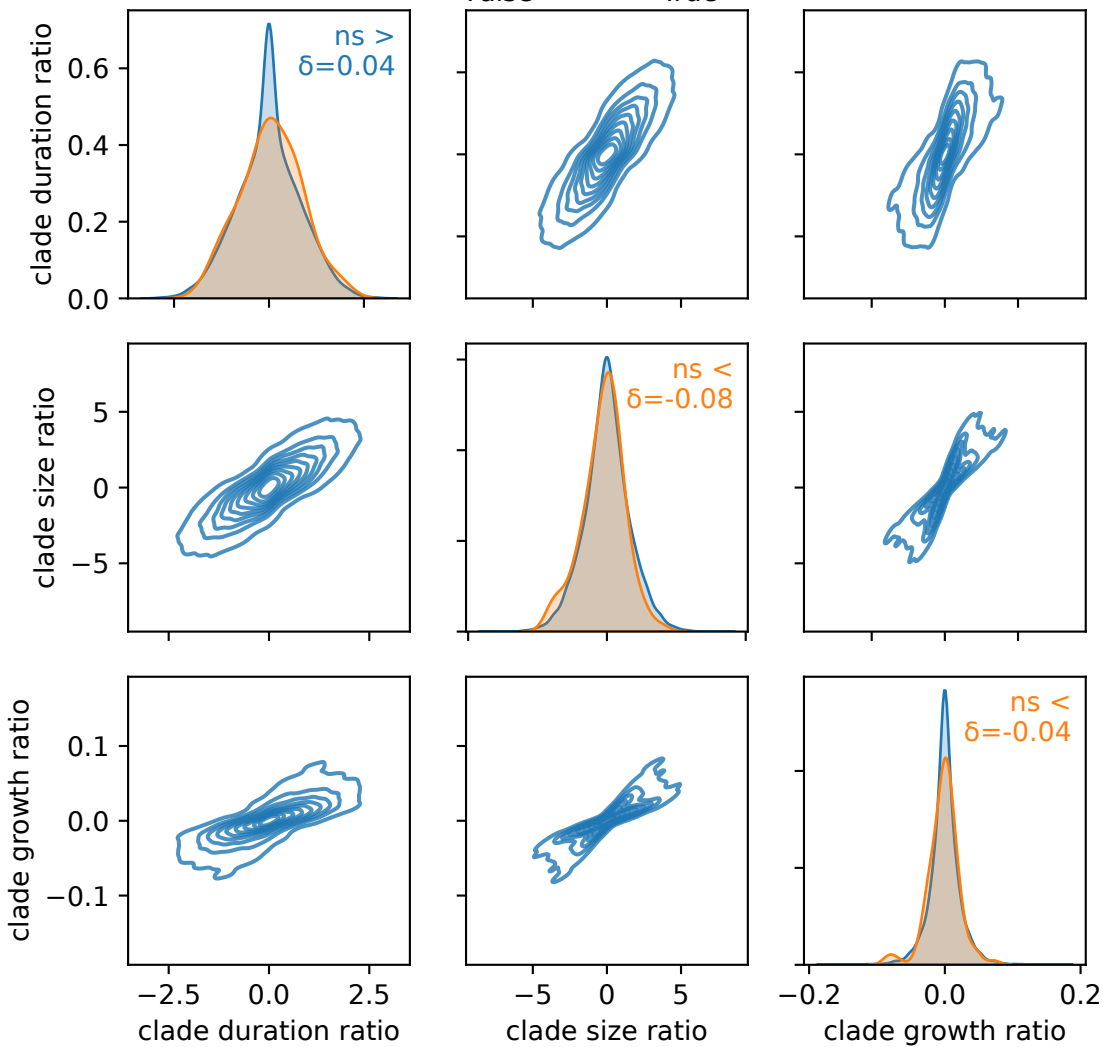 clade duration ratio
0.6
0.4
0.2
0.0
ns >
δ=0.04
clade size ratio
5
0
−5
ns <
δ=-0.08
clade growth ratio
0.1
0.0
−0.1
ns <
δ=-0.04
−2.5 0.0 2.5
−5 0 5
−0.2 0.0 0.2
clade duration ratio
clade size ratio
clade growth ratio